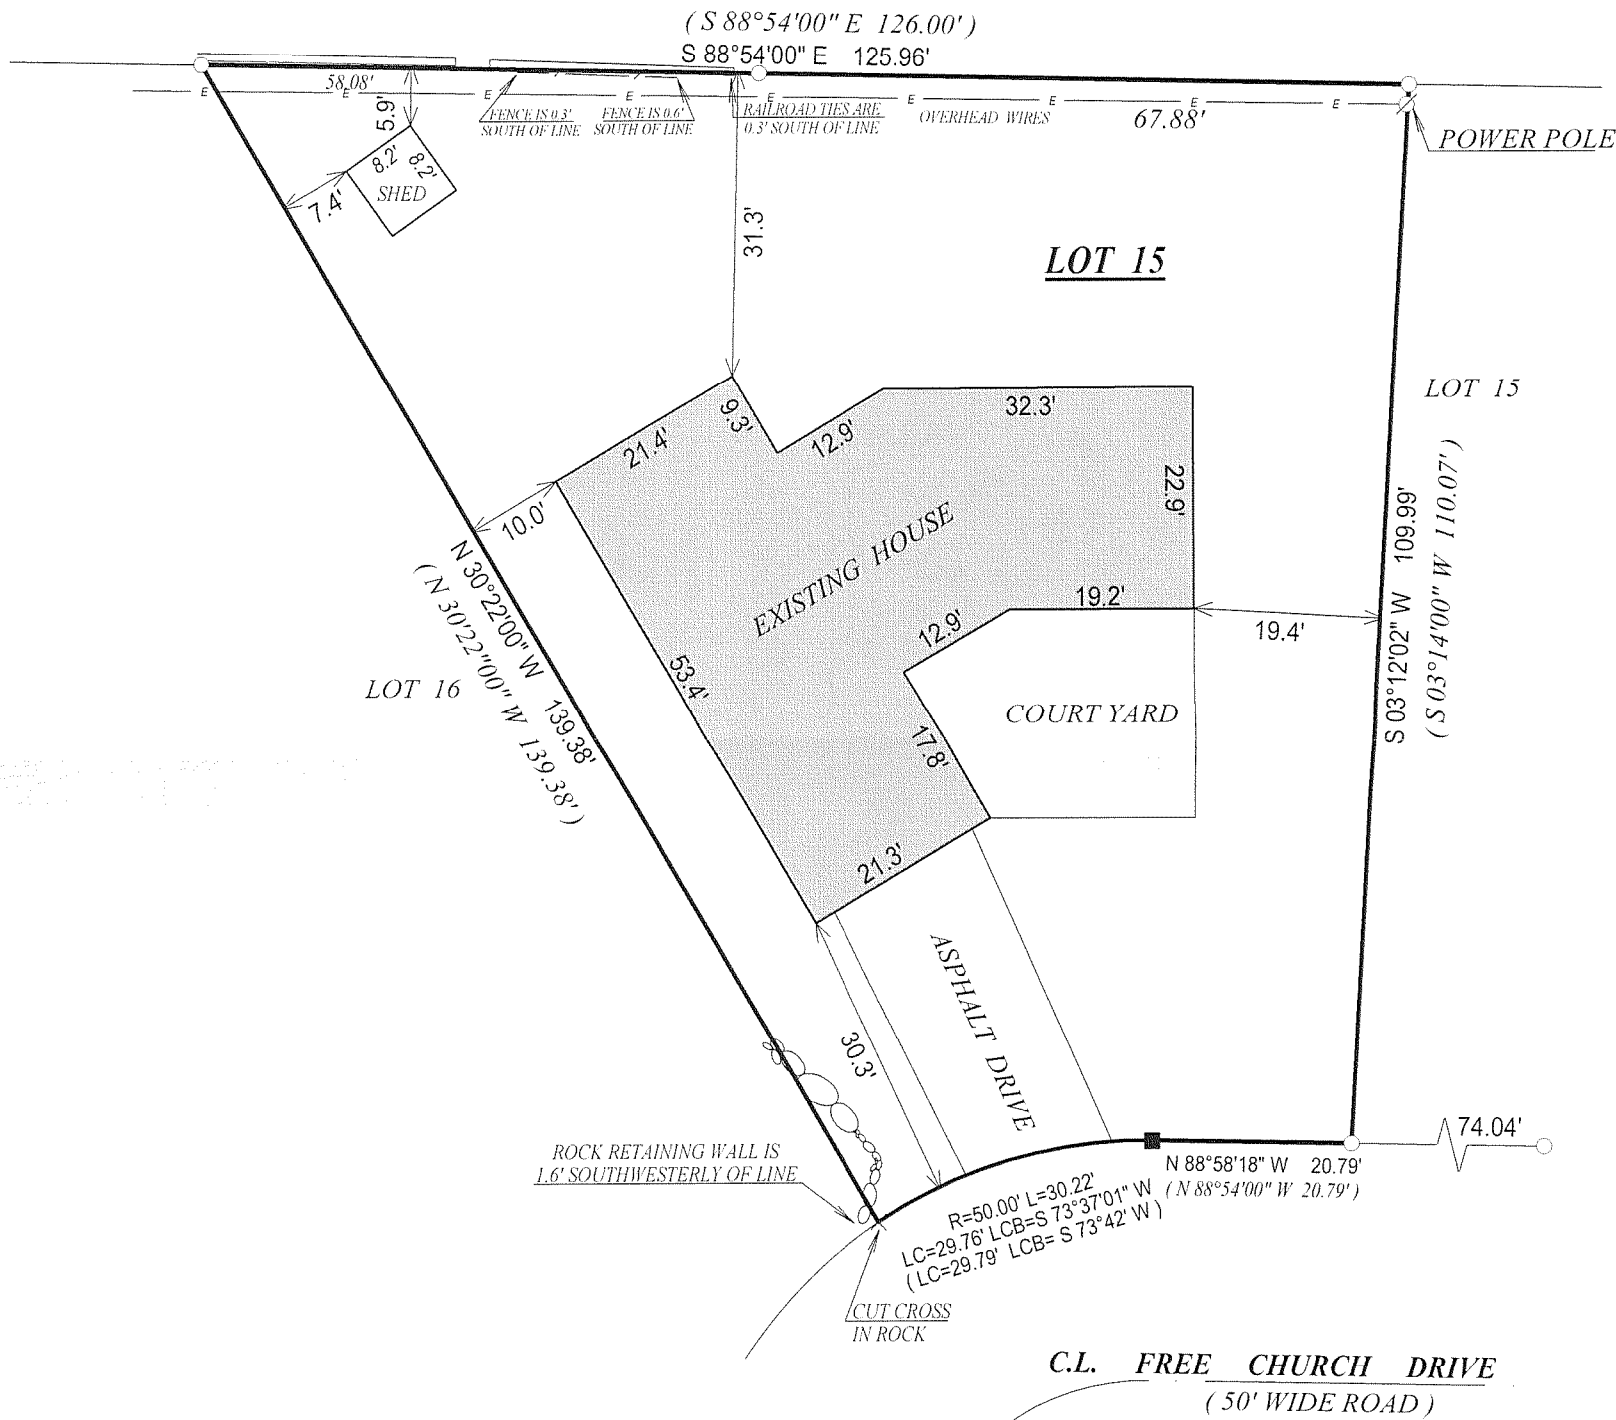 ( S 88°54'00" E 126.00' )
S 88°54'00" E 125.96'
58.08'
E E E E E E E E E
5.9'
FENCE IS 0.3'
SOUTH OF LINE
FENCE IS 0.6'
SOUTH OF LINE
RAILROAD TIES ARE
0.3' SOUTH OF LINE
OVERHEAD WIRES
67.88'
POWER POLE
8.2'
8.2'
SHED
7.4'
31.3'
LOT 15
LOT 15
32.3'
9.3'
12.9'
21.4'
22.9'
10.0'
EXISTING HOUSE
S 03°12'02" W 109.99'
( S 03°14'00" W 110.07' )
N 30°22'00" W 139.38'
( N 30'22"00" W 139.38' )
19.2'
12.9'
19.4'
53.4'
LOT 16
COURT YARD
17.8'
21.3'
ASPHALT DRIVE
30.3'
74.04'
ROCK RETAINING WALL IS
1.6' SOUTHWESTERLY OF LINE
N 88°58'18" W 20.79'
( N 88°54'00" W 20.79' )
R=50.00' L=30.22'
LC=29.76' LCB=S 73°37'01" W
( LC=29.79' LCB= S 73°42' W )
CUT CROSS
IN ROCK
C.L. FREE CHURCH DRIVE
( 50' WIDE ROAD )